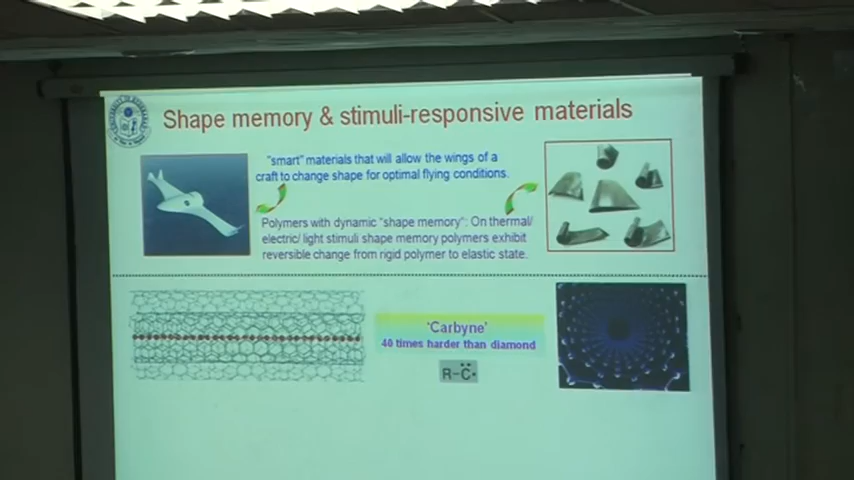 Shape memory & stimuli-responsive materials
"smart" materials that will allow the wings of a
craft to change shape for optimal flying conditions.
Polymers with dynamic "shape memory": On thermal/
electric/ light stimuli shape memory polymers exhibit
reversible change from rigid polymer to elastic state.
'Carbyne'
40 times harder than diamond
R-C̈•